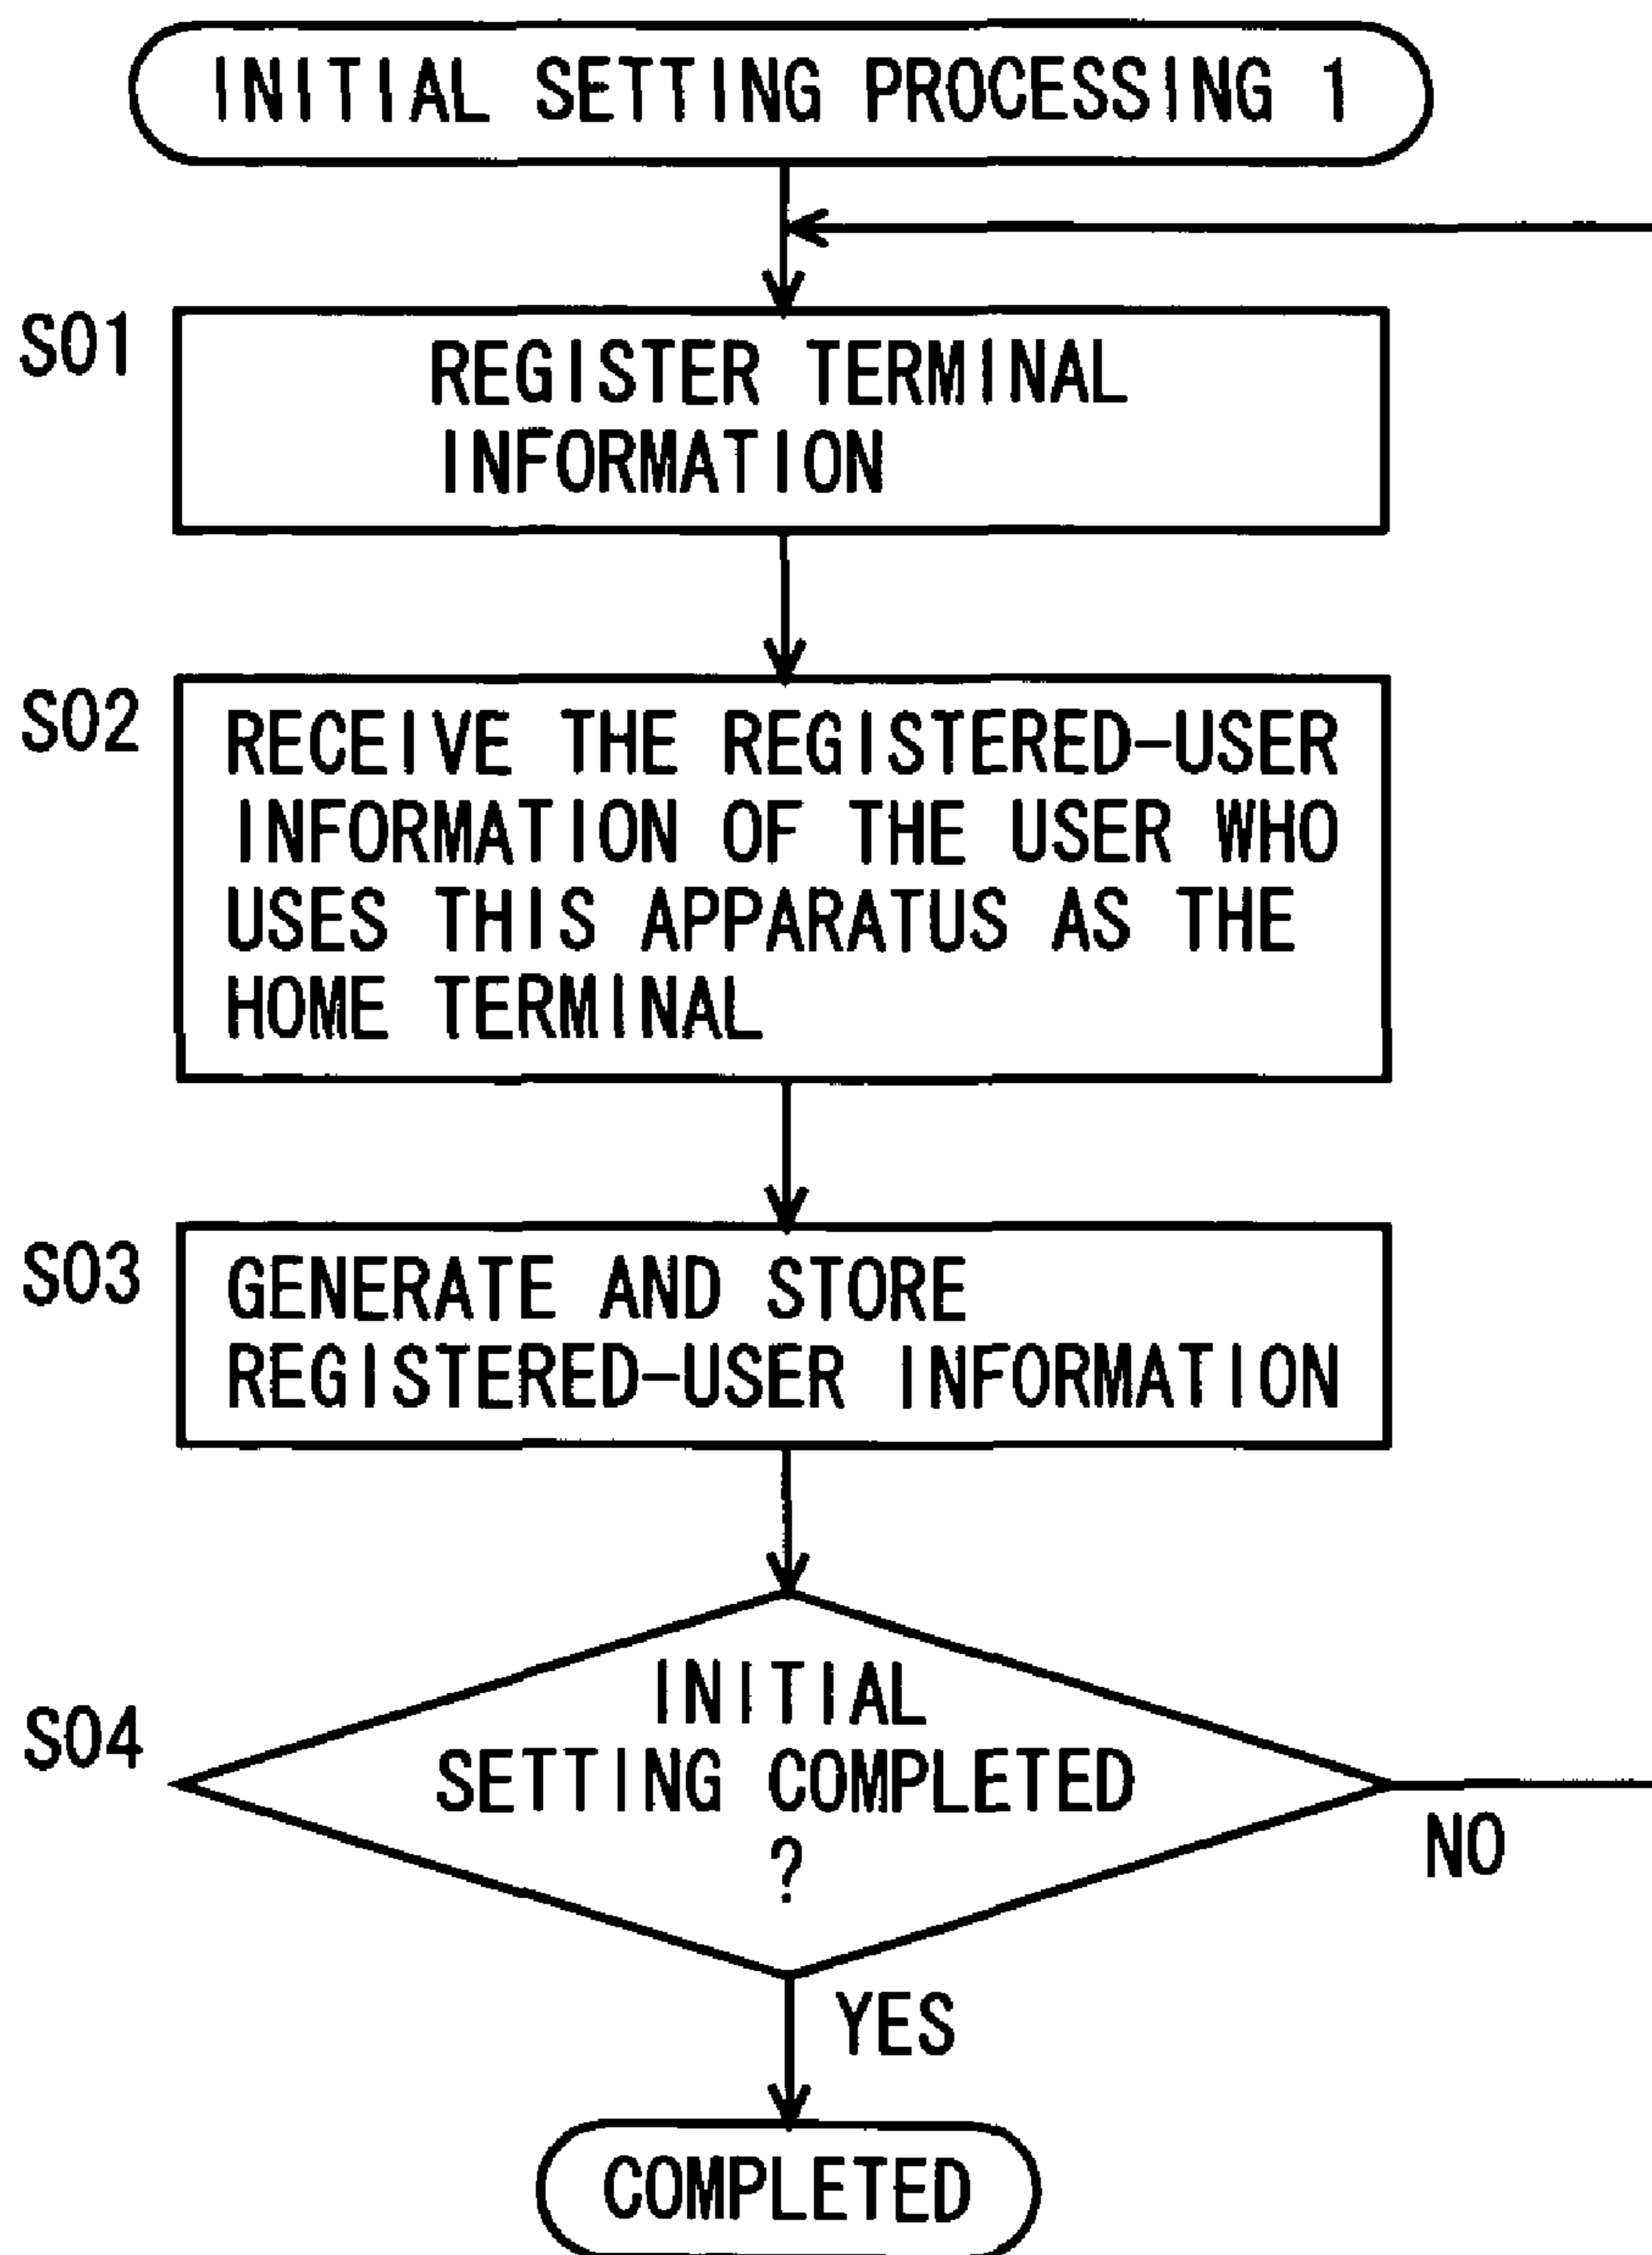 INITIAL SETTING PROCESSING 1
S01
REGISTER TERMINAL
INFORMATION
S02
RECEIVE THE REGISTERED-USER
INFORMATION OF THE USER WHO
USES THIS APPARATUS AS THE
HOME TERMINAL
S03
GENERATE AND STORE
REGISTERED-USER INFORMATION
S04
INITIAL
SETTING COMPLETED
?
NO
YES
COMPLETED